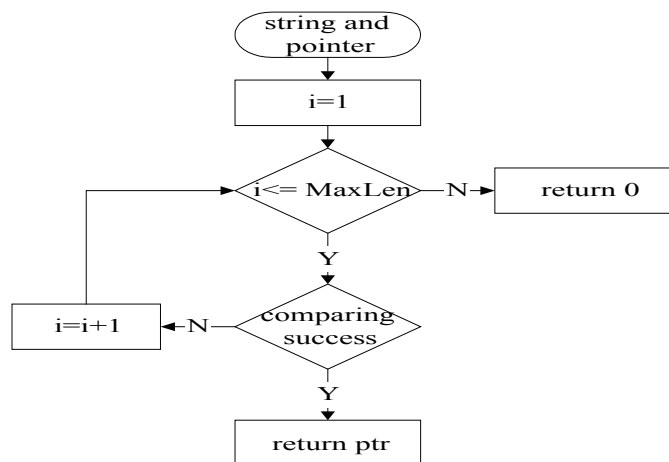 string and
pointer
i=1
i<= MaxLen
N
return 0
Y
comparing
success
N
i=i+1
Y
return ptr